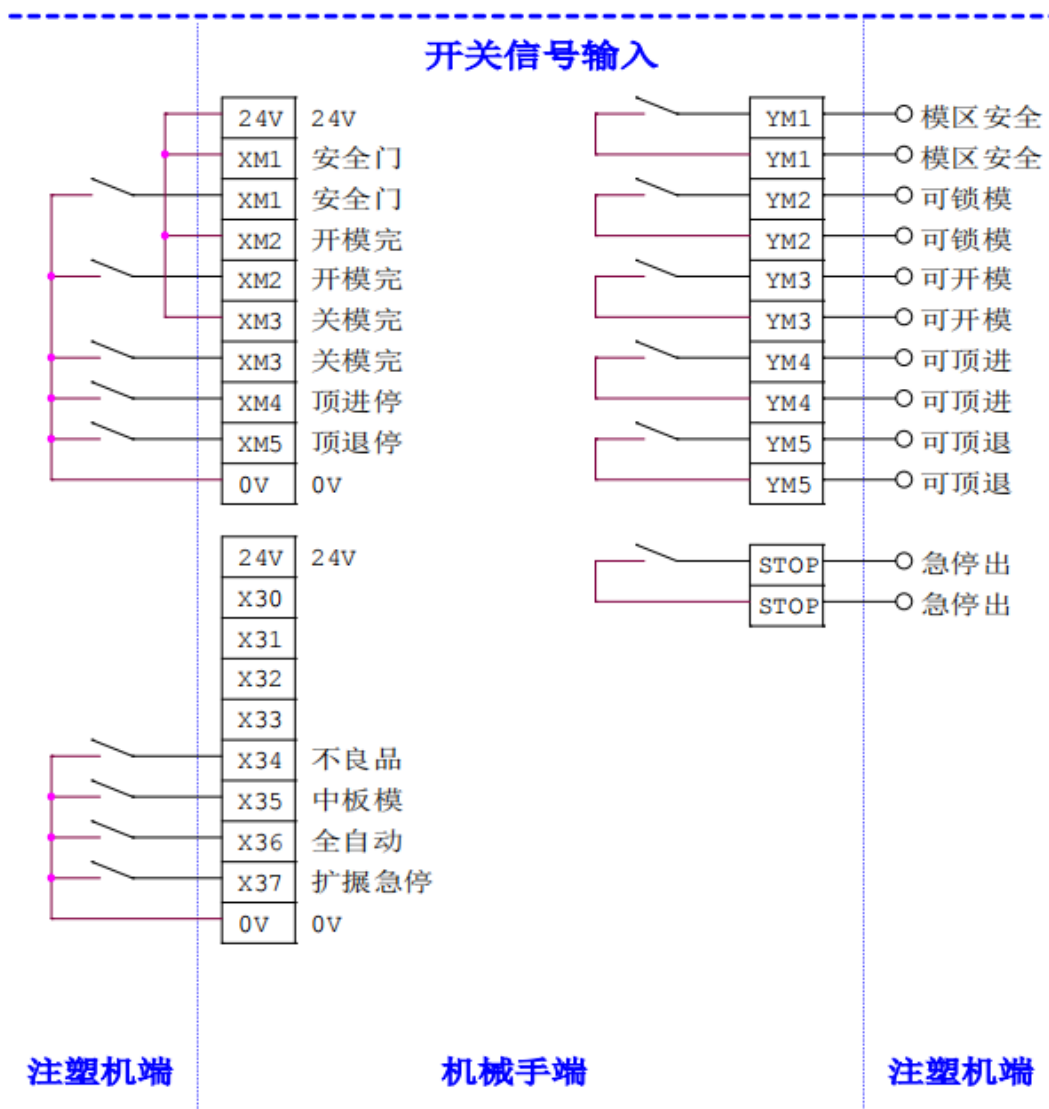 开关信号输入
24V 24V
XM1 安全门
XM1 安全门
XM2 开模完
XM2 开模完
XM3 关模完
XM3 关模完
XM4 顶进停
XM5 顶退停
0V 0V
YM1 模区安全
YM1 模区安全
YM2 可锁模
YM2 可锁模
YM3 可开模
YM3 可开模
YM4 可顶进
YM4 可顶进
YM5 可顶退
YM5 可顶退
24V 24V
X30
X31
X32
X33
X34 不良品
X35 中板模
X36 全自动
X37 扩搌急停
0V 0V
STOP 急停出
STOP 急停出
注塑机端
机械手端
注塑机端